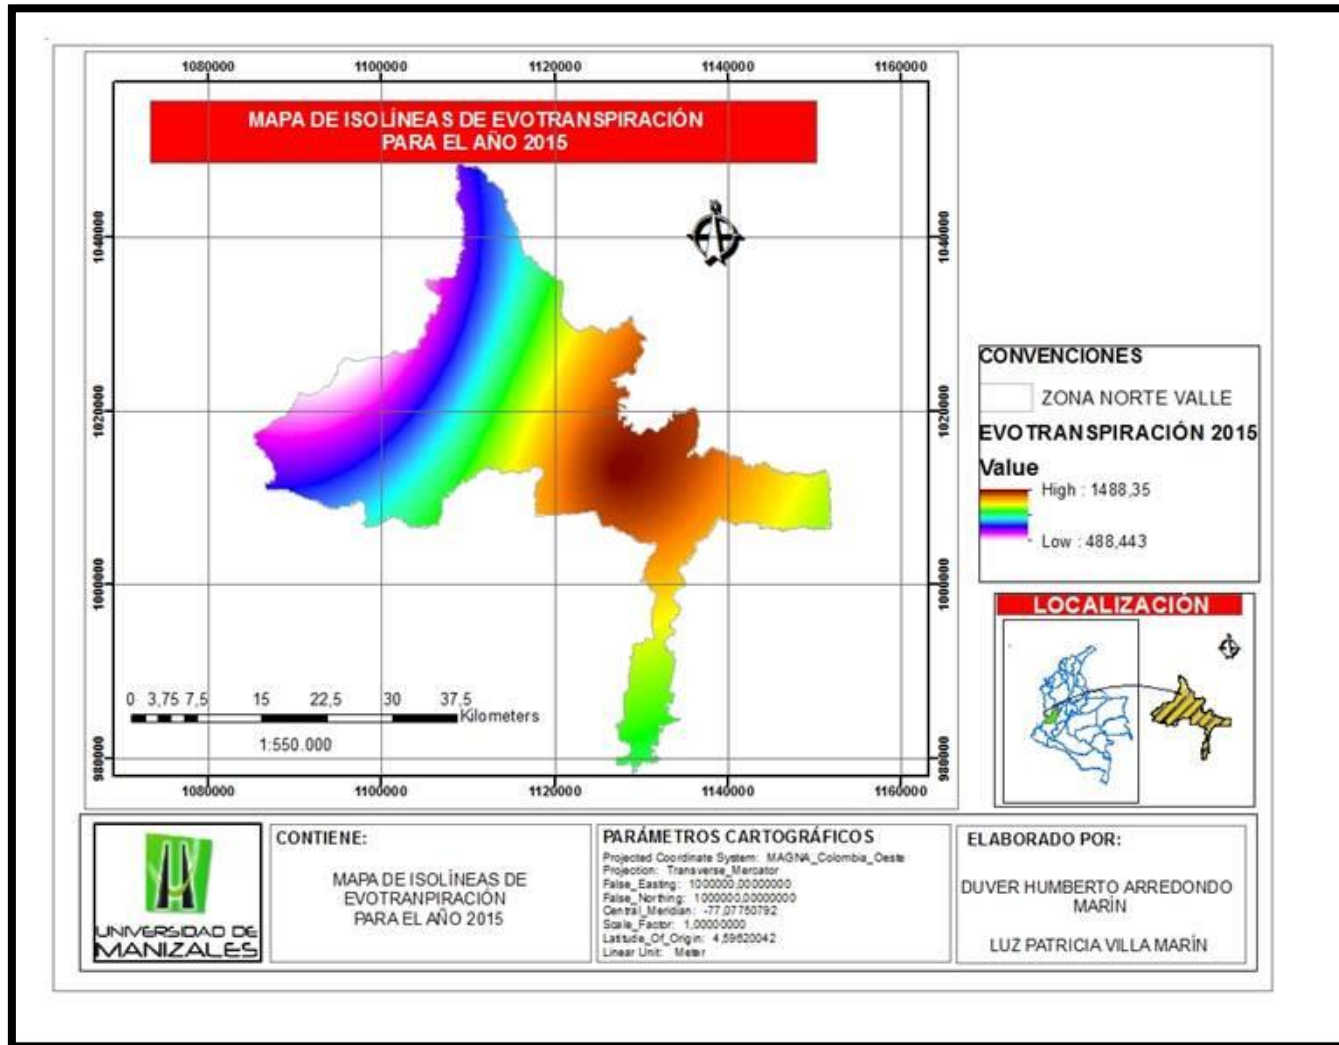 1080000 1100000 1120000 1140000 1160000
MAPA DE ISOLÍNEAS DE EVOTRANSPIRACIÓN
PARA EL AÑO 2015
1040000
1020000
1000000
980000
1040000
1020000
1000000
980000
0 3,75 7,5 15 22,5 30 37,5
Kilometers
1:550.000
1080000 1100000 1120000 1140000 1160000
CONVENCIONES
ZONA NORTE VALLE
EVOTRANSPIRACIÓN 2015
Value
High : 1488,35
Low : 488,443
LOCALIZACIÓN
UNIVERSIDAD DE
MANIZALES
CONTIENE:
MAPA DE ISOLÍNEAS DE
EVOTRANPIRACIÓN
PARA EL AÑO 2015
PARÁMETROS CARTOGRÁFICOS
Projected Coordinate System: MAGNA_Colombia_Oeste
Projection: Transverse_Mercator
False_Easting: 1000000,00000000
False_Northing: 1000000,00000000
Central_Meridian: -77,07750792
Scale_Factor: 1,00000000
Latitude_Of_Origin: 4,59620042
Linear Unit: Meter
ELABORADO POR:
DUVER HUMBERTO ARREDONDO
MARÍN
LUZ PATRICIA VILLA MARÍN